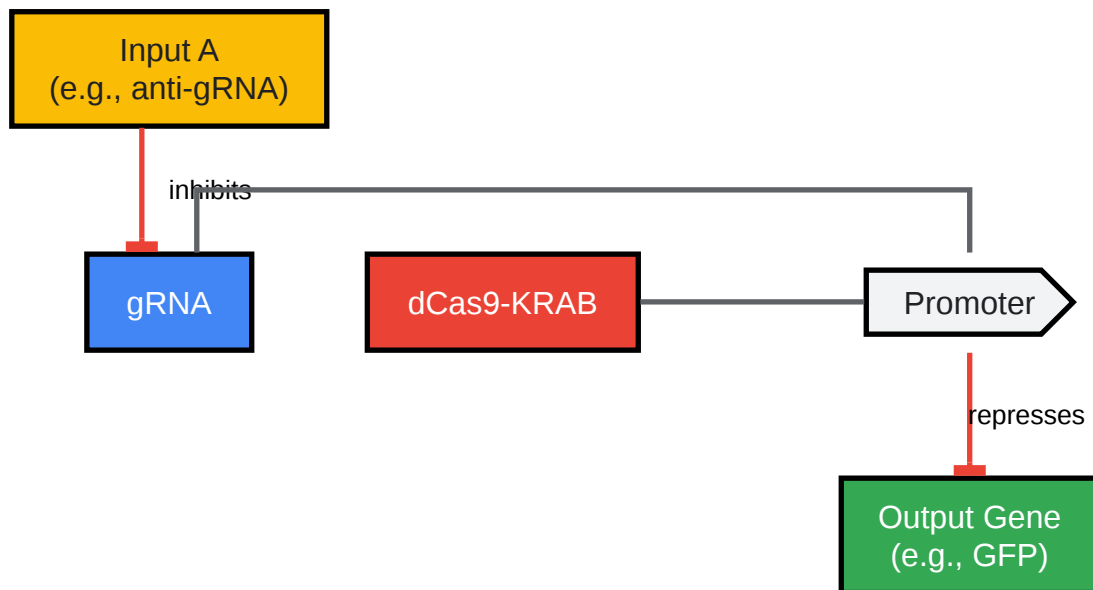 Input A
(e.g., anti-gRNA)
inhibits
gRNA
dCas9-KRAB
Promoter
represses
Output Gene
(e.g., GFP)